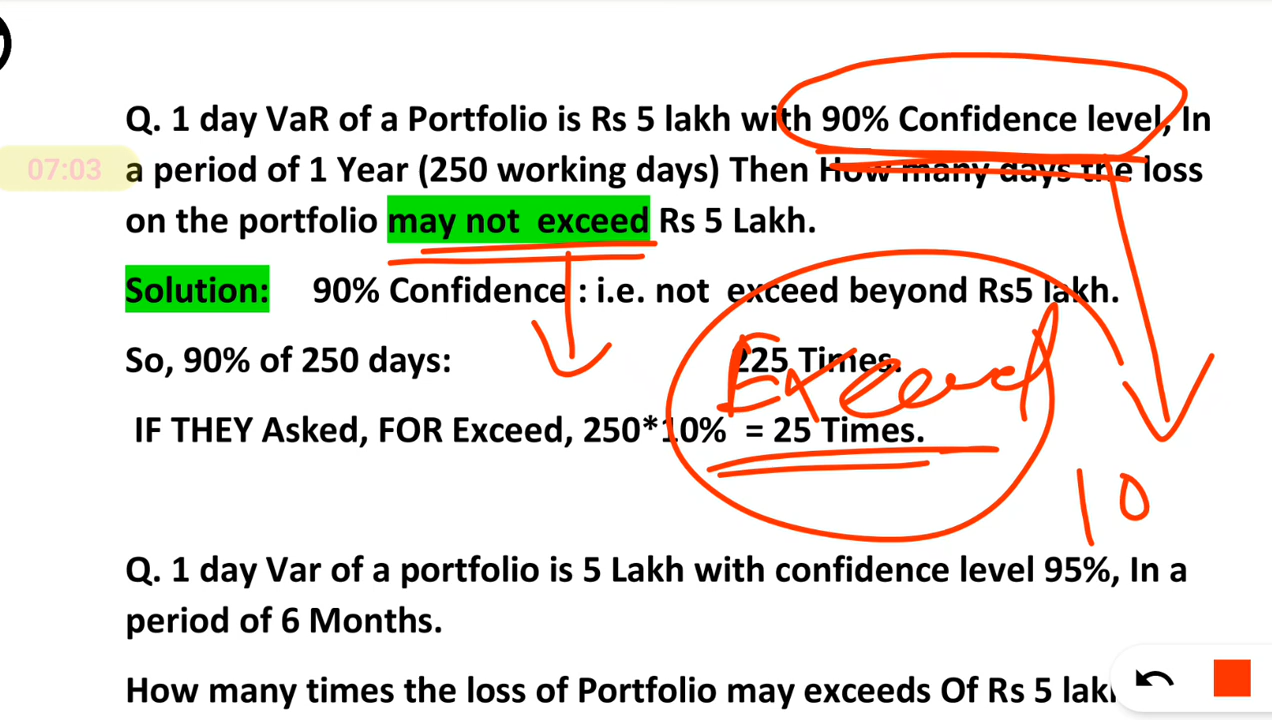 Q. 1 day VaR of a Portfolio is Rs 5 lakh with 90% Confidence level, In
07:03
a period of 1 Year (250 working days) Then How many days the loss
on the portfolio may not exceed Rs 5 Lakh.
Solution: 90% Confidence : i.e. not exceed beyond Rs5 lakh.
So, 90% of 250 days: 225 Times.
Exceed
IF THEY Asked, FOR Exceed, 250*10% = 25 Times.
10
Q. 1 day Var of a portfolio is 5 Lakh with confidence level 95%, In a
period of 6 Months.
How many times the loss of Portfolio may exceeds Of Rs 5